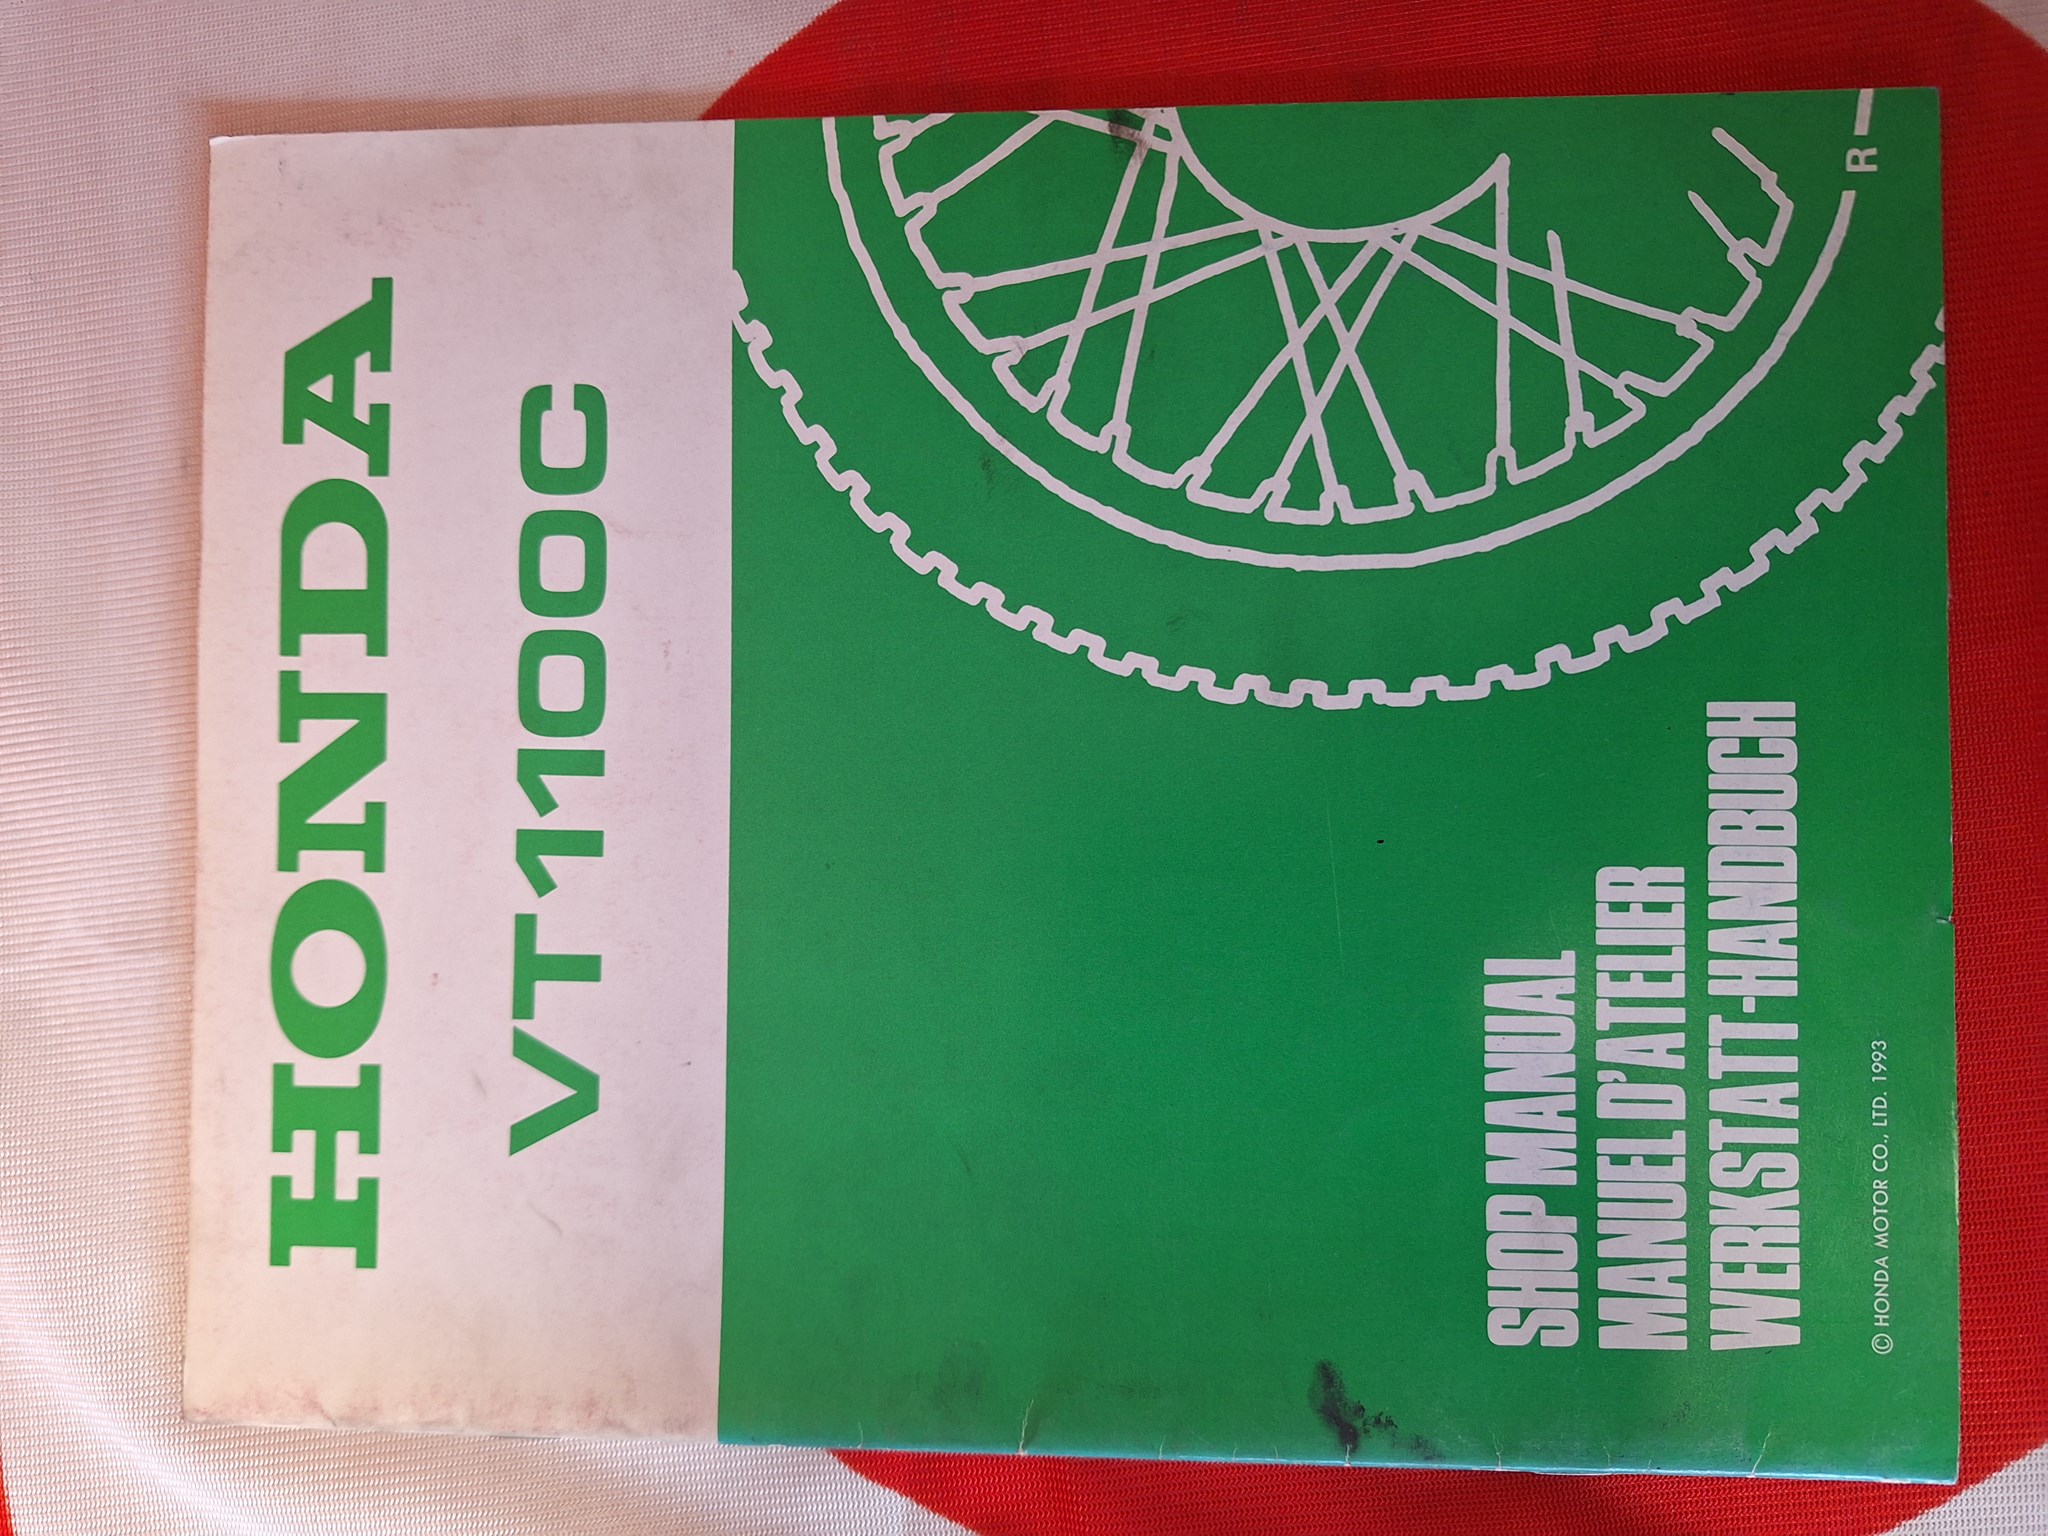 HONDA
VT1100C
R
SHOP MANUAL
MANUEL D'ATELIER
WERKSTATT-HANDBUCH
© HONDA MOTOR CO., LTD. 1993